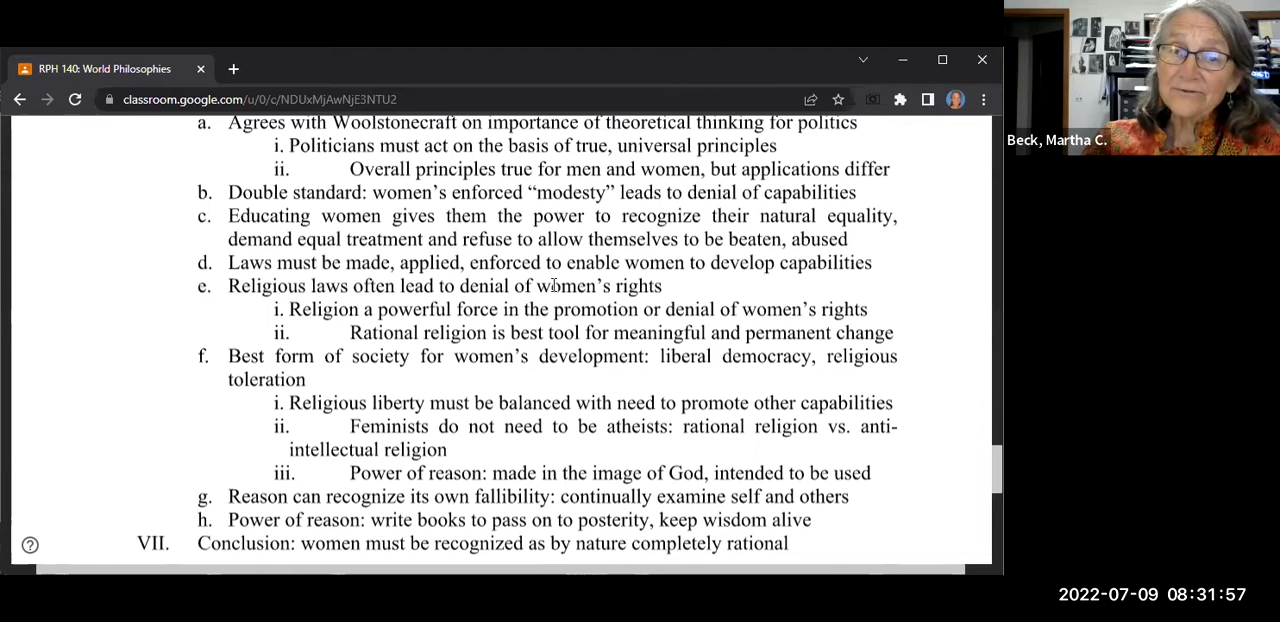 RPH 140: World Philosophies
classroom.google.com/u/0/c/NDUxMjAwNjE3NTU2
Beck, Martha C.
a. Agrees with Woolstonecraft on importance of theoretical thinking for politics
i. Politicians must act on the basis of true, universal principles
ii. Overall principles true for men and women, but applications differ
b. Double standard: women's enforced “modesty” leads to denial of capabilities
c. Educating women gives them the power to recognize their natural equality,
demand equal treatment and refuse to allow themselves to be beaten, abused
d. Laws must be made, applied, enforced to enable women to develop capabilities
e. Religious laws often lead to denial of women's rights
i. Religion a powerful force in the promotion or denial of women's rights
ii. Rational religion is best tool for meaningful and permanent change
f. Best form of society for women's development: liberal democracy, religious
toleration
i. Religious liberty must be balanced with need to promote other capabilities
ii. Feminists do not need to be atheists: rational religion vs. anti-
intellectual religion
iii. Power of reason: made in the image of God, intended to be used
g. Reason can recognize its own fallibility: continually examine self and others
h. Power of reason: write books to pass on to posterity, keep wisdom alive
VII. Conclusion: women must be recognized as by nature completely rational
2022-07-09 08:31:57